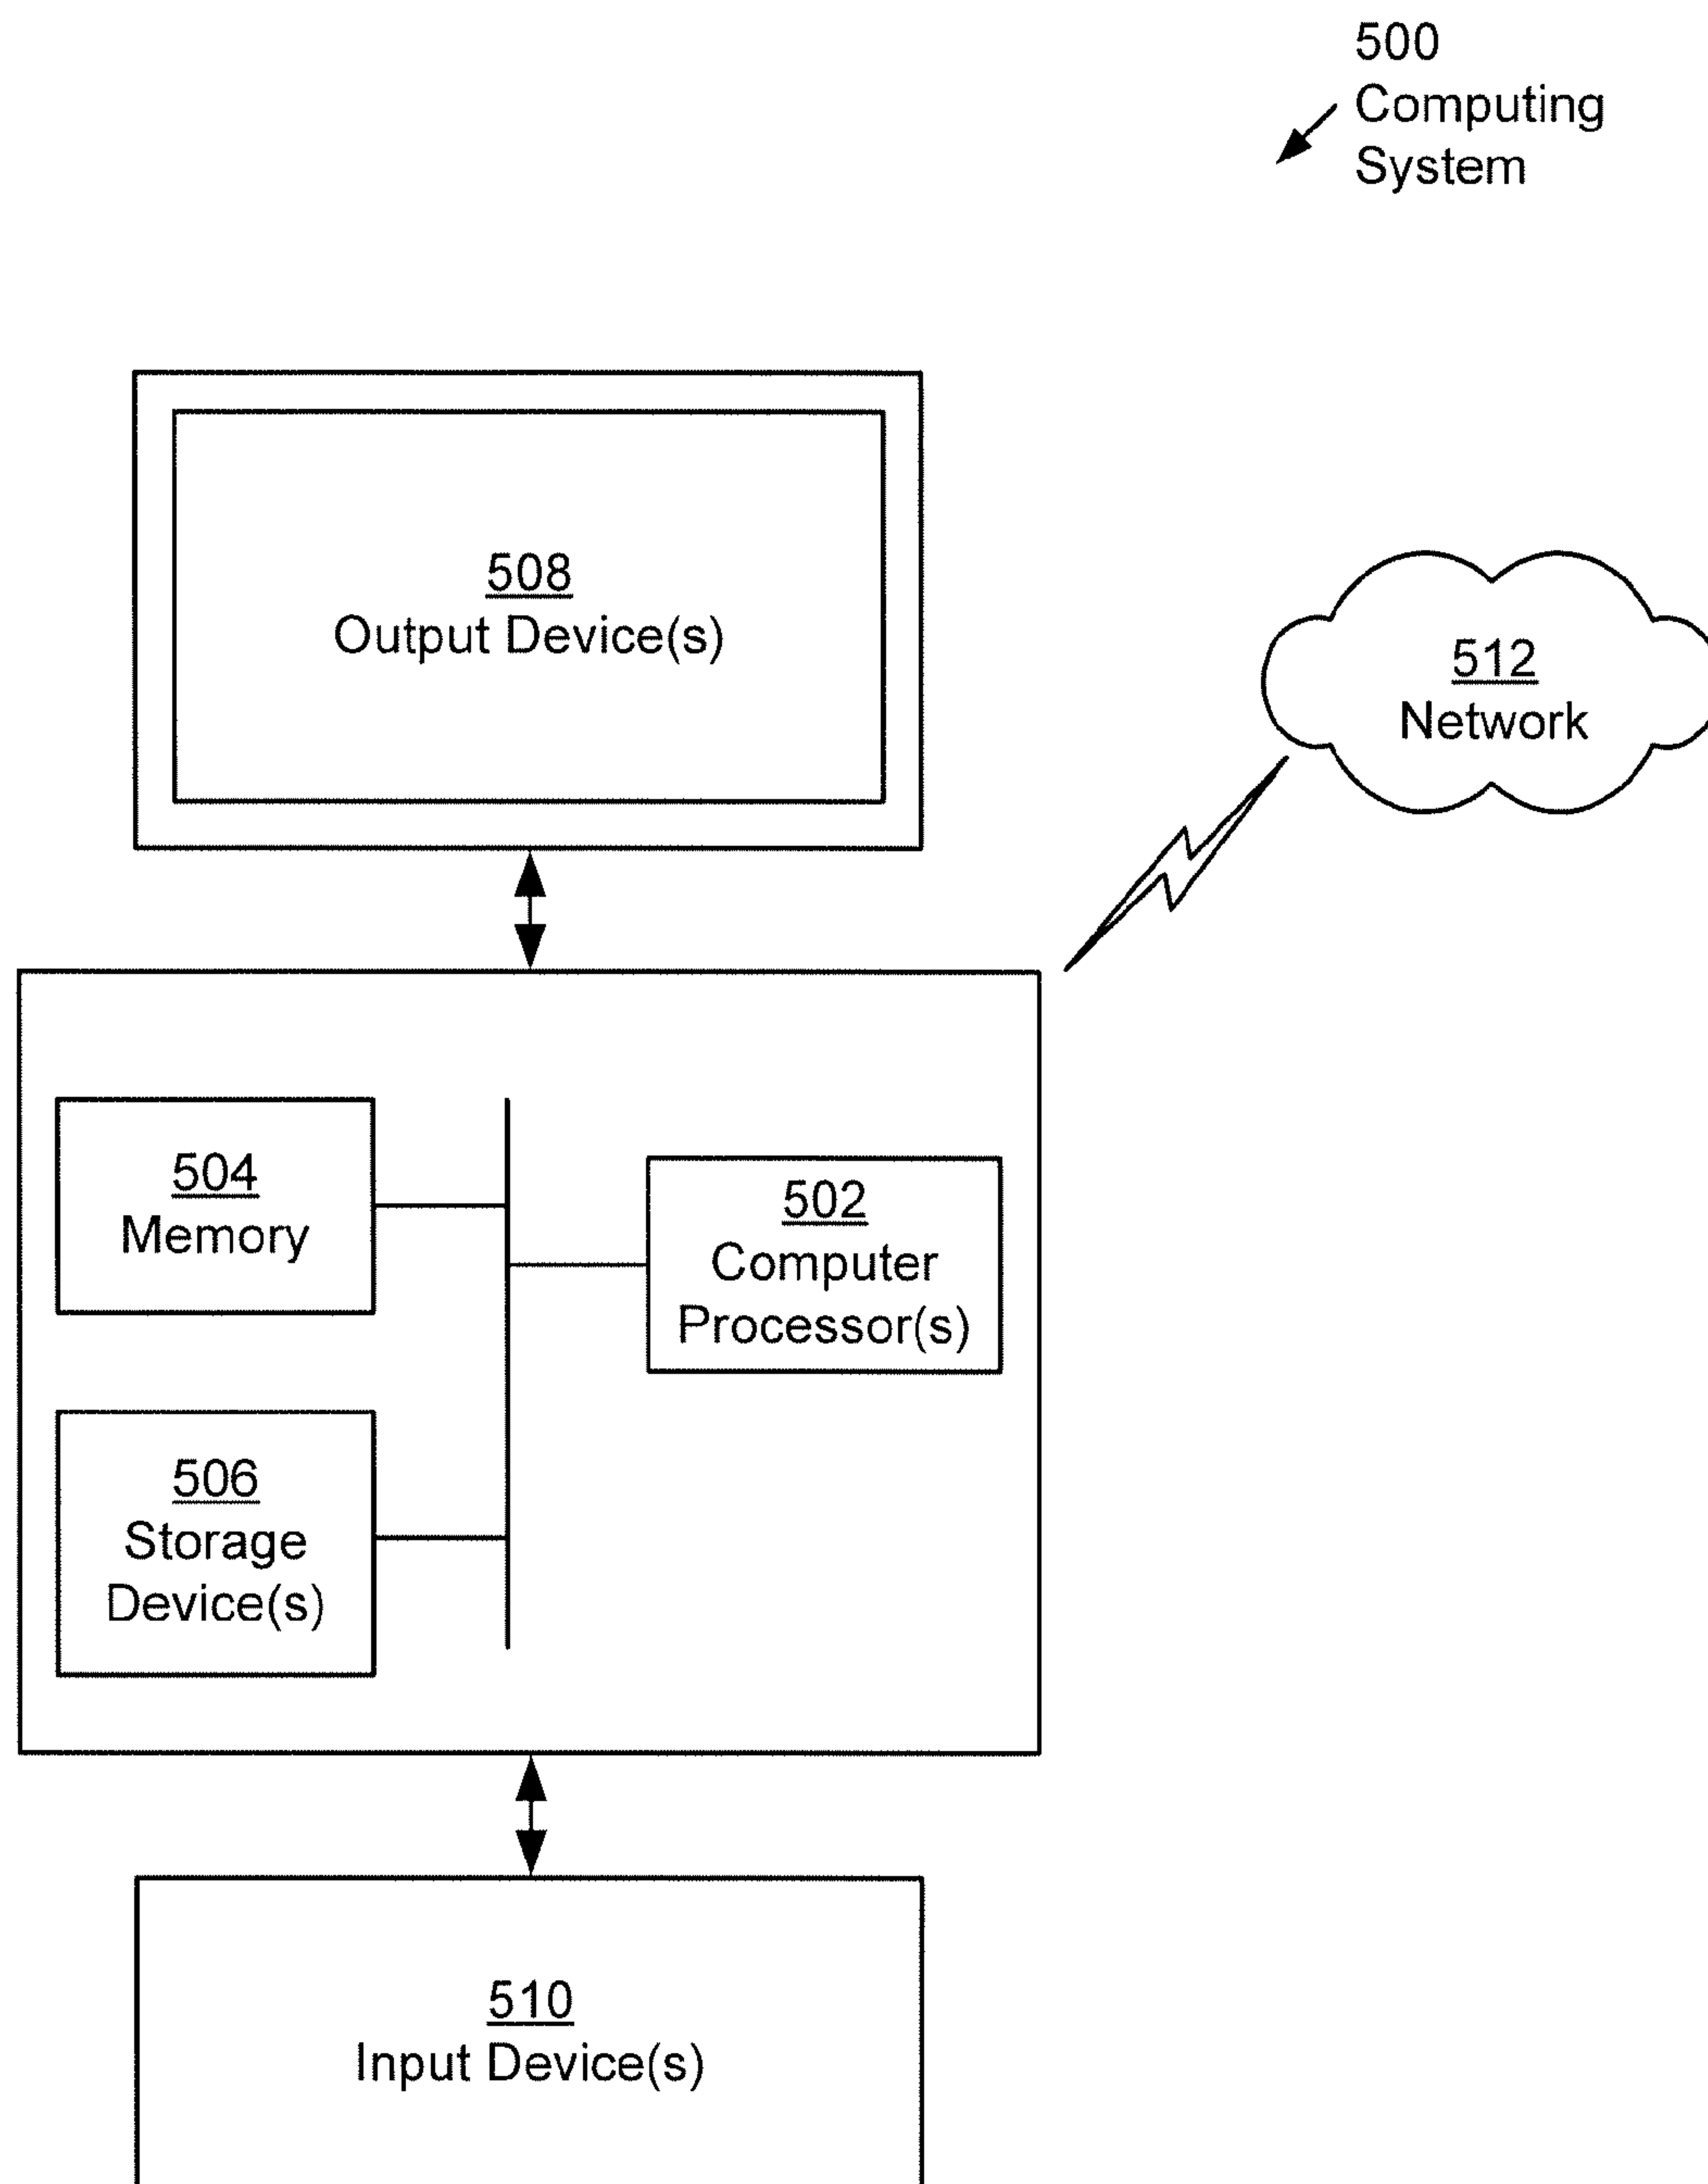 500
Computing
System
508
Output Device(s)
512
Network
504
Memory
502
Computer
Processor(s)
506
Storage
Device(s)
510
Input Device(s)